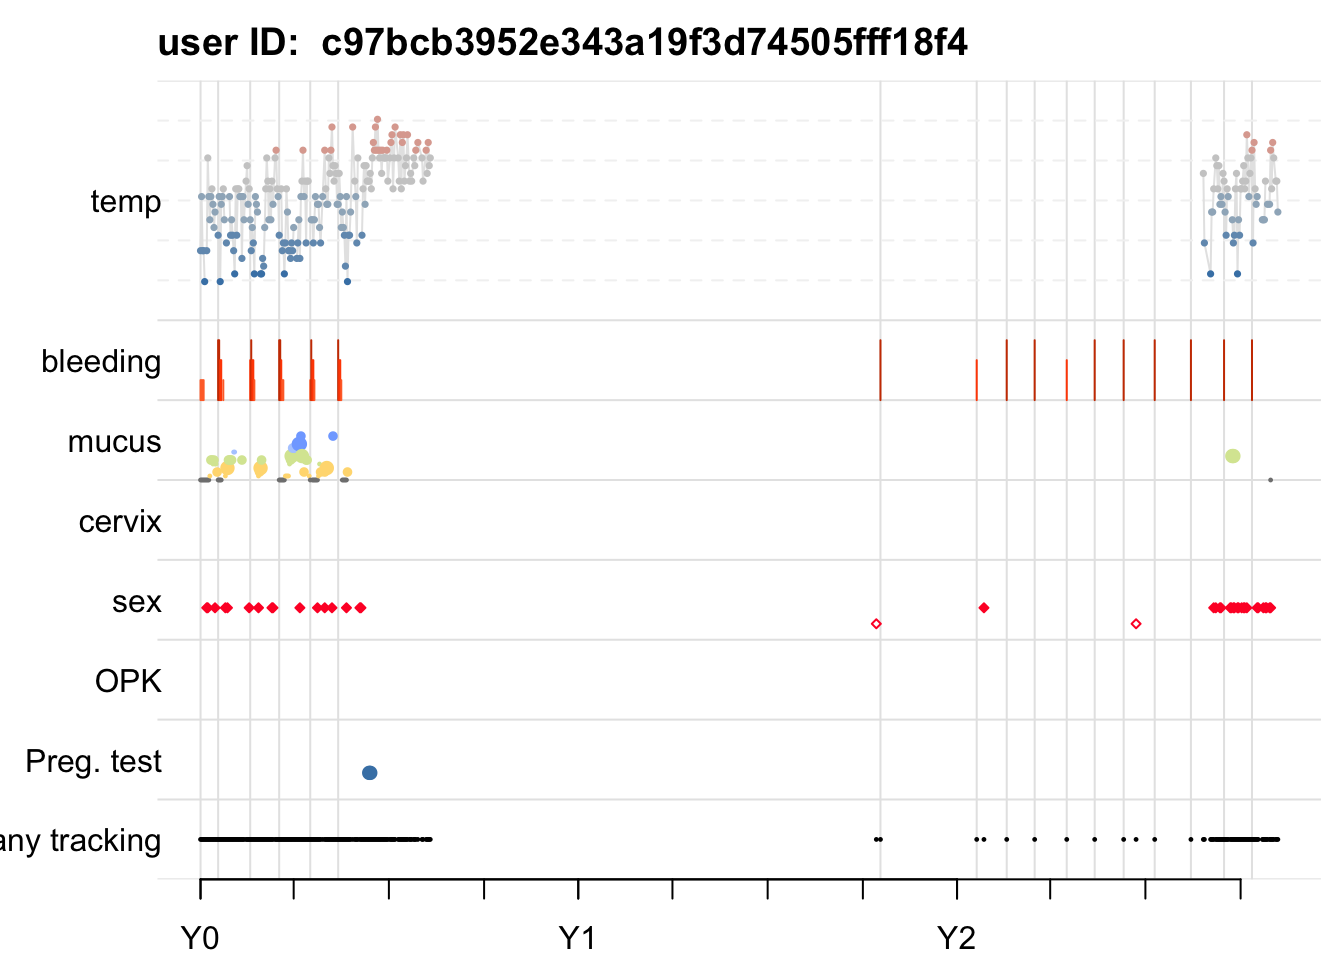 user ID:  c97bcb3952e343a19f3d74505fff18f4
temp
bleeding
mucus
cervix
sex
OPK
Preg. test
any tracking
Y0 Y1 Y2